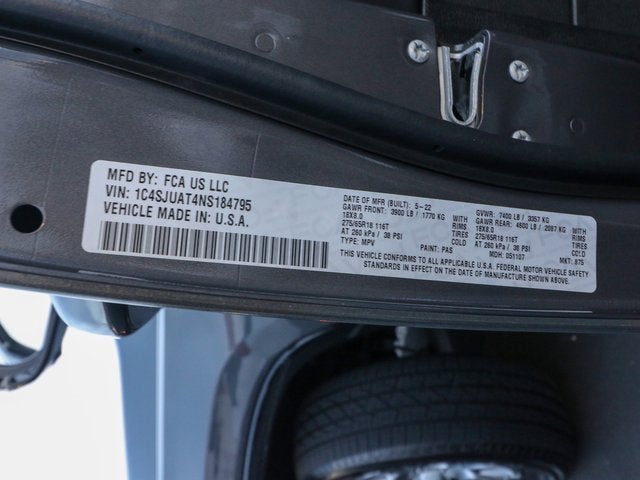 MFD BY: FCA US LLC
VIN: 1C4SJUAT4NS184795
VEHICLE MADE IN U.S.A.
DATE OF MFR (BUILT): 5-22 GVWR: 7400 LB / 3357 KG
GAWR FRONT: 3900 LB / 1770 KG GAWR REAR: 4600 LB / 2087 KG
18X8.0 RIMS 18X8.0 RIMS
275/65R18 116T TIRES 275/65R18 116T TIRES
AT 260 kPa / 38 PSI COLD AT 260 kPa / 38 PSI COLD
TYPE: MPV PAINT: PAS MDH: 051107 MKT: 875
THIS VEHICLE CONFORMS TO ALL APPLICABLE U.S.A. FEDERAL MOTOR VEHICLE SAFETY
STANDARDS IN EFFECT ON THE DATE OF MANUFACTURE SHOWN ABOVE.